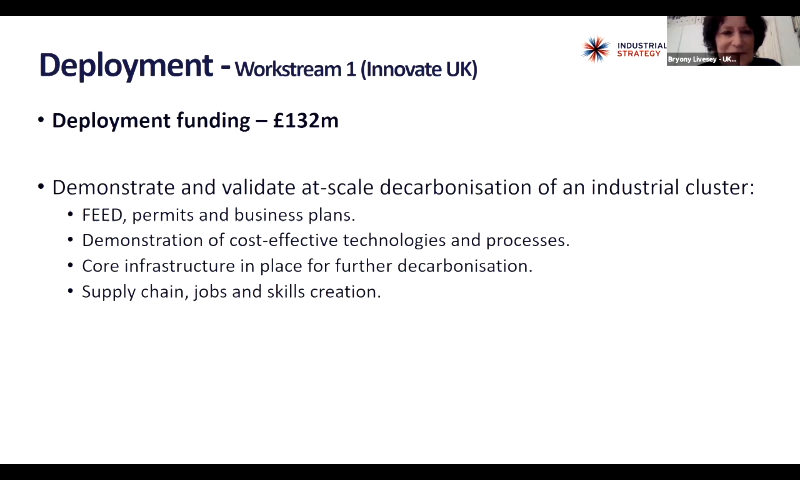 Deployment - Workstream 1 (Innovate UK)
INDUSTRIAL
STRATEGY
Bryony Livesey - UK...
• Deployment funding – £132m
• Demonstrate and validate at-scale decarbonisation of an industrial cluster:
• FEED, permits and business plans.
• Demonstration of cost-effective technologies and processes.
• Core infrastructure in place for further decarbonisation.
• Supply chain, jobs and skills creation.